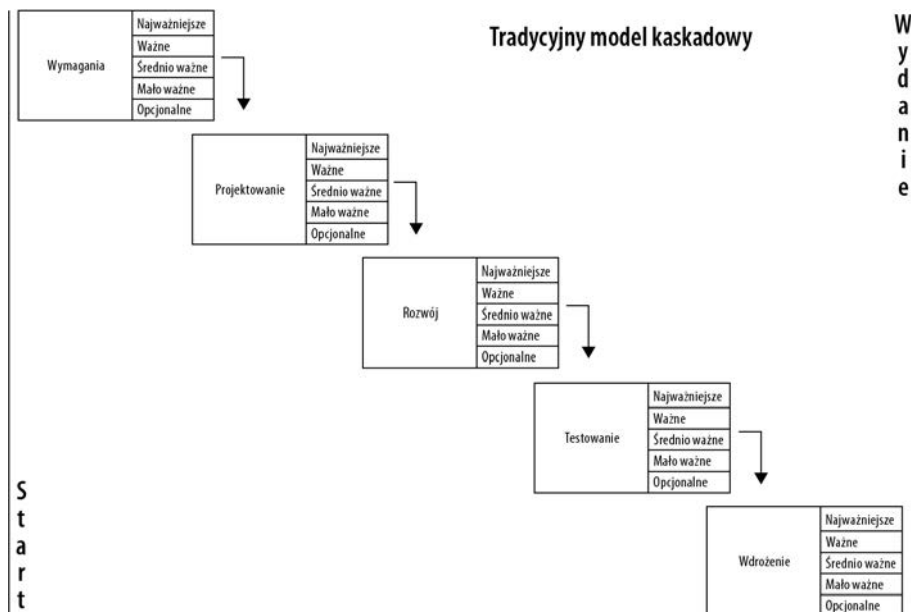 Tradycyjny model kaskadowy
Wymagania
Najważniejsze
Ważne
Średnio ważne
Mało ważne
Opcjonalne
Projektowanie
Najważniejsze
Ważne
Średnio ważne
Mało ważne
Opcjonalne
Rozwój
Najważniejsze
Ważne
Średnio ważne
Mało ważne
Opcjonalne
Testowanie
Najważniejsze
Ważne
Średnio ważne
Mało ważne
Opcjonalne
Wdrożenie
Najważniejsze
Ważne
Średnio ważne
Mało ważne
Opcjonalne
Start
Wydanie